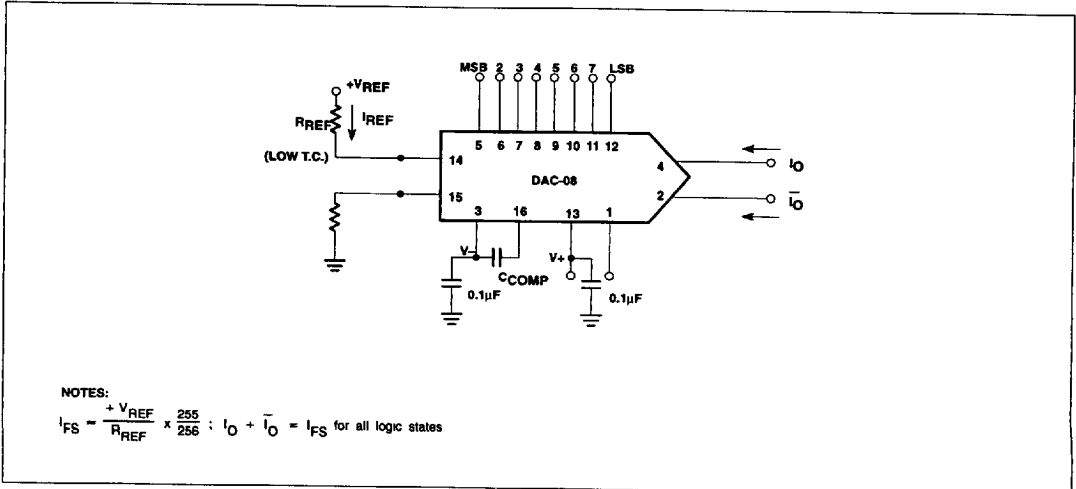 MSB 2 3 4 5 6 7 LSB
+VREF
RREF
IREF
(LOW T.C.)
5 6 7 8 9 10 11 12
14
4
IO
DAC-08
15
2
I̅O̅
3 16 13 1
V–
CCOMP
V+
0.1µF
0.1µF
NOTES:
IFS ≈ +VREF/RREF x 255/256 ; IO + I̅O̅ = IFS for all logic states